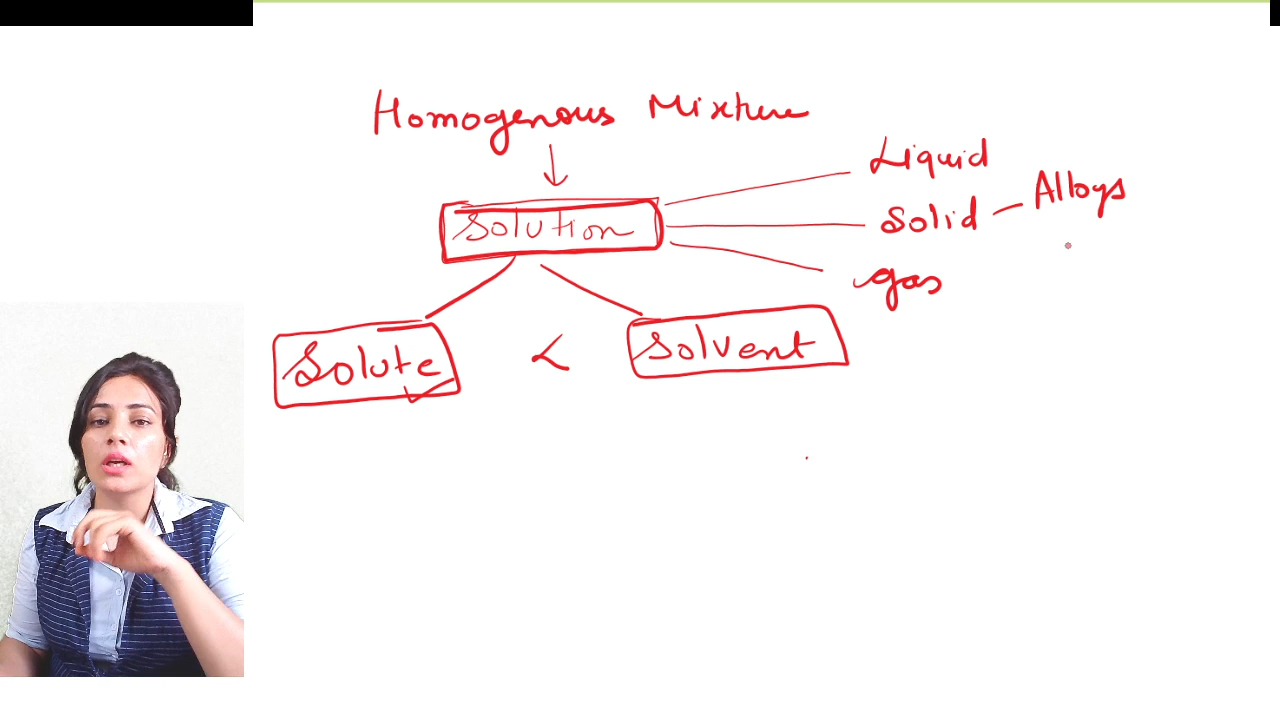 Homogenous Mixture
Solution
Liquid
Solid – Alloys
gas
Solute < Solvent